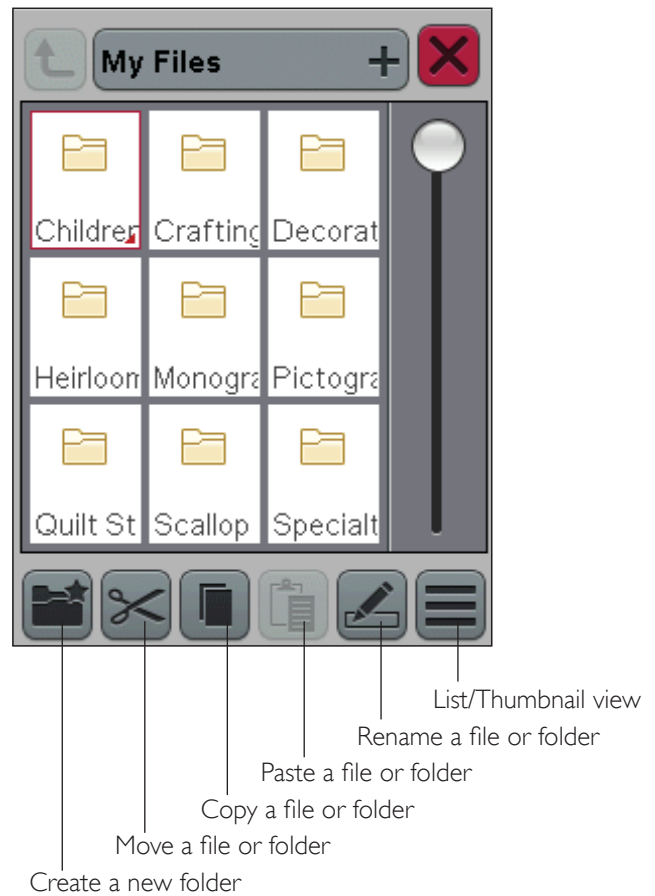 My Files
Children Crafting Decorat
Heirloom Monogra Pictogra
Quilt St Scallop Specialt
List/Thumbnail view
Rename a file or folder
Paste a file or folder
Copy a file or folder
Move a file or folder
Create a new folder